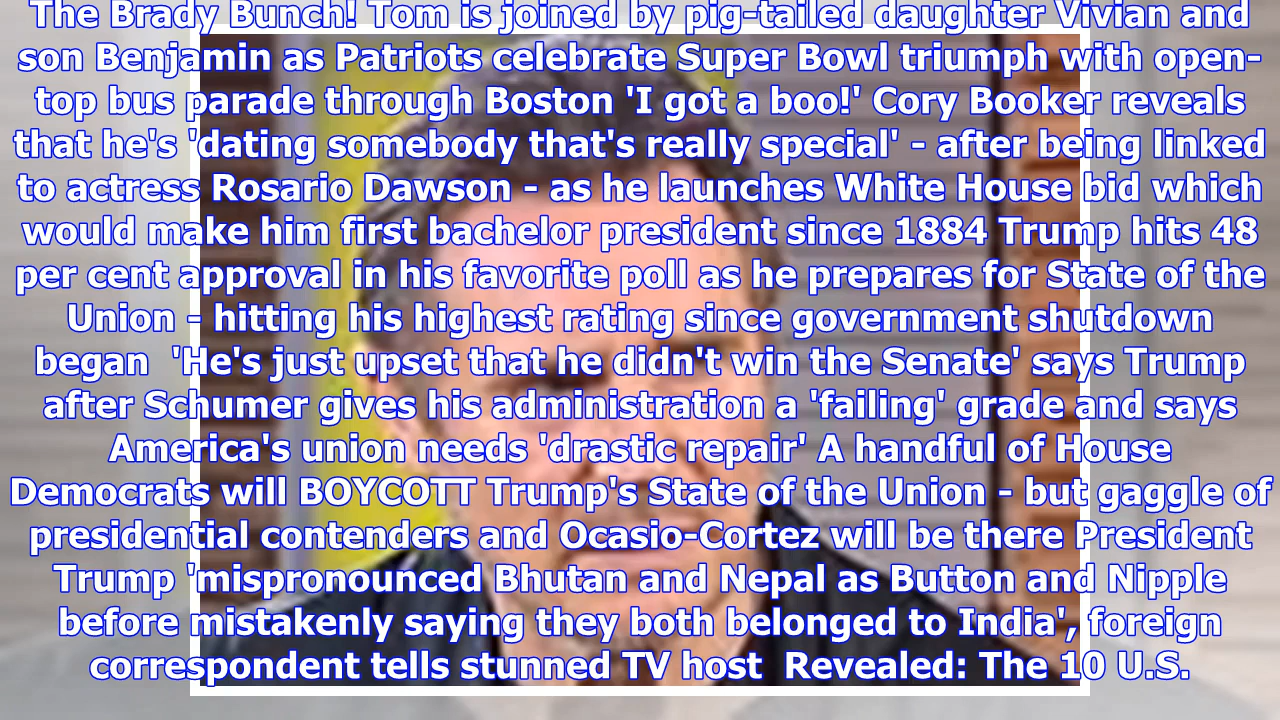 The Brady Bunch! Tom is joined by pig-tailed daughter Vivian and
son Benjamin as Patriots celebrate Super Bowl triumph with open-
top bus parade through Boston 'I got a boo!' Cory Booker reveals
that he's 'dating somebody that's really special' - after being linked
to actress Rosario Dawson - as he launches White House bid which
would make him first bachelor president since 1884 Trump hits 48
per cent approval in his favorite poll as he prepares for State of the
Union - hitting his highest rating since government shutdown
began  'He's just upset that he didn't win the Senate' says Trump
after Schumer gives his administration a 'failing' grade and says
America's union needs 'drastic repair' A handful of House
Democrats will BOYCOTT Trump's State of the Union - but gaggle of
presidential contenders and Ocasio-Cortez will be there President
Trump 'mispronounced Bhutan and Nepal as Button and Nipple
before mistakenly saying they both belonged to India', foreign
correspondent tells stunned TV host  Revealed: The 10 U.S.